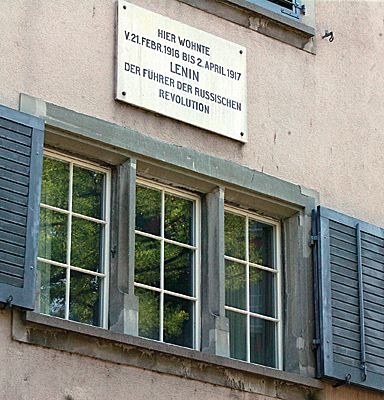 HIER WOHNTE
V. 21. FEBR. 1916 BIS 2. APRIL 1917
LENIN
DER FÜHRER DER RUSSISCHEN
REVOLUTION